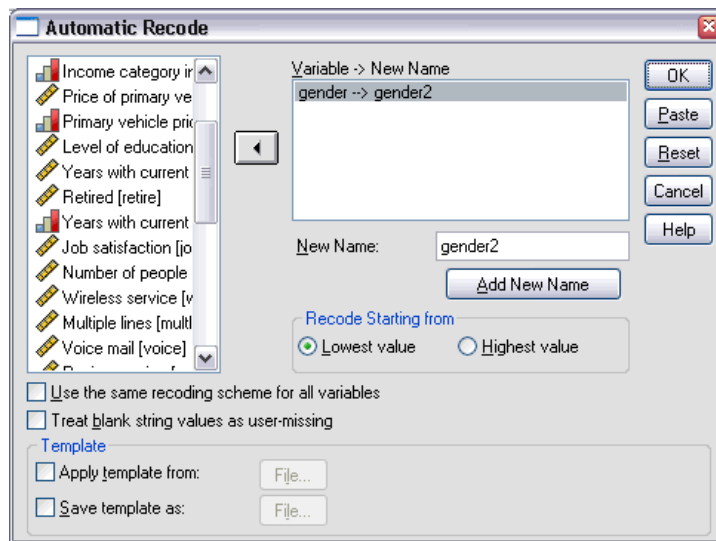 Automatic Recode
Income category ir
Price of primary ve
Primary vehicle pric
Level of education
Years with current
Retired [retire]
Years with current
Job satisfaction [jo
Number of people
Wireless service [w
Multiple lines [multl
Voice mail [voice]
Variable -> New Name
gender --> gender2
New Name:
gender2
Add New Name
Recode Starting from
Lowest value
Highest value
OK
Paste
Reset
Cancel
Help
Use the same recoding scheme for all variables
Treat blank string values as user-missing
Template
Apply template from:
File...
Save template as:
File...